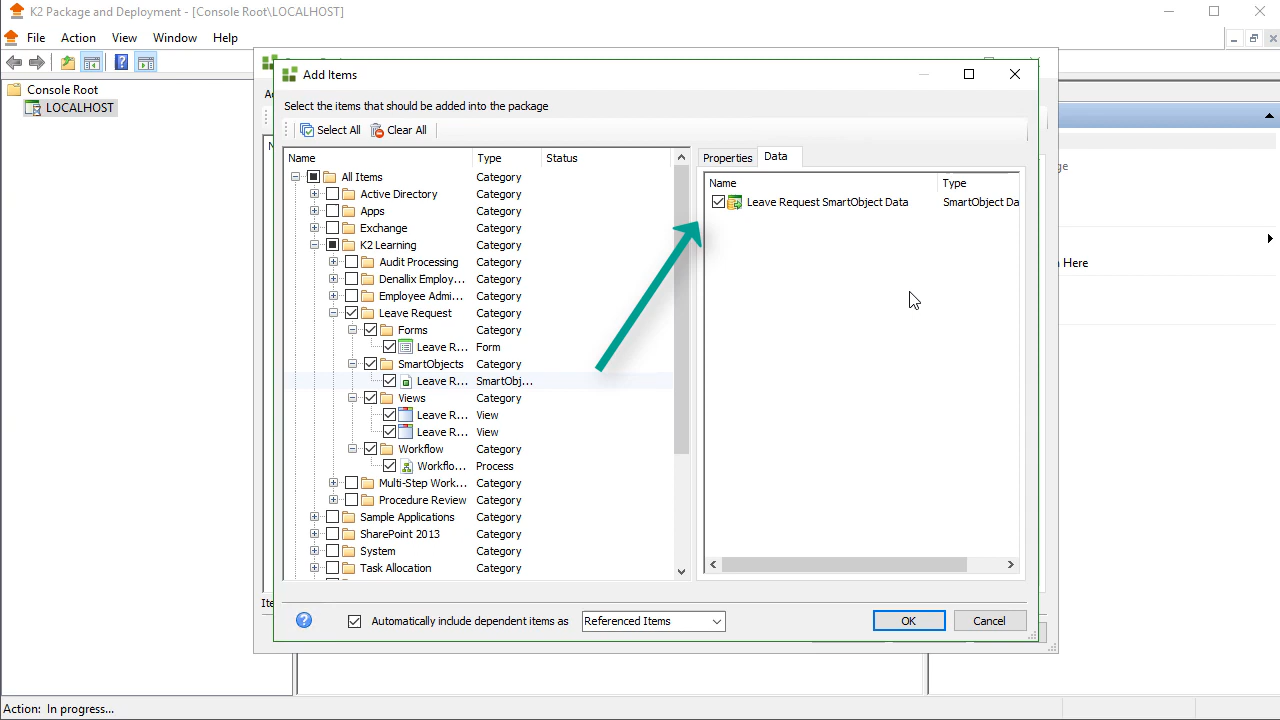 K2 Package and Deployment - [Console Root\LOCALHOST]
File Action View Window Help
Console Root
LOCALHOST
Add Items
Select the items that should be added into the package
Select All Clear All
Name Type Status
All Items Category
Active Directory Category
Apps Category
Exchange Category
K2 Learning Category
Audit Processing Category
Denallix Employ... Category
Employee Admi... Category
Leave Request Category
Forms Category
Leave R... Form
SmartObjects Category
Leave R... SmartObj...
Views Category
Leave R... View
Leave R... View
Workflow Category
Workflo... Process
Multi-Step Work... Category
Procedure Review Category
Sample Applications Category
SharePoint 2013 Category
System Category
Task Allocation Category
Properties Data
Name Type
Leave Request SmartObject Data SmartObject Da
Automatically include dependent items as Referenced Items
OK Cancel
Here
Action: In progress...